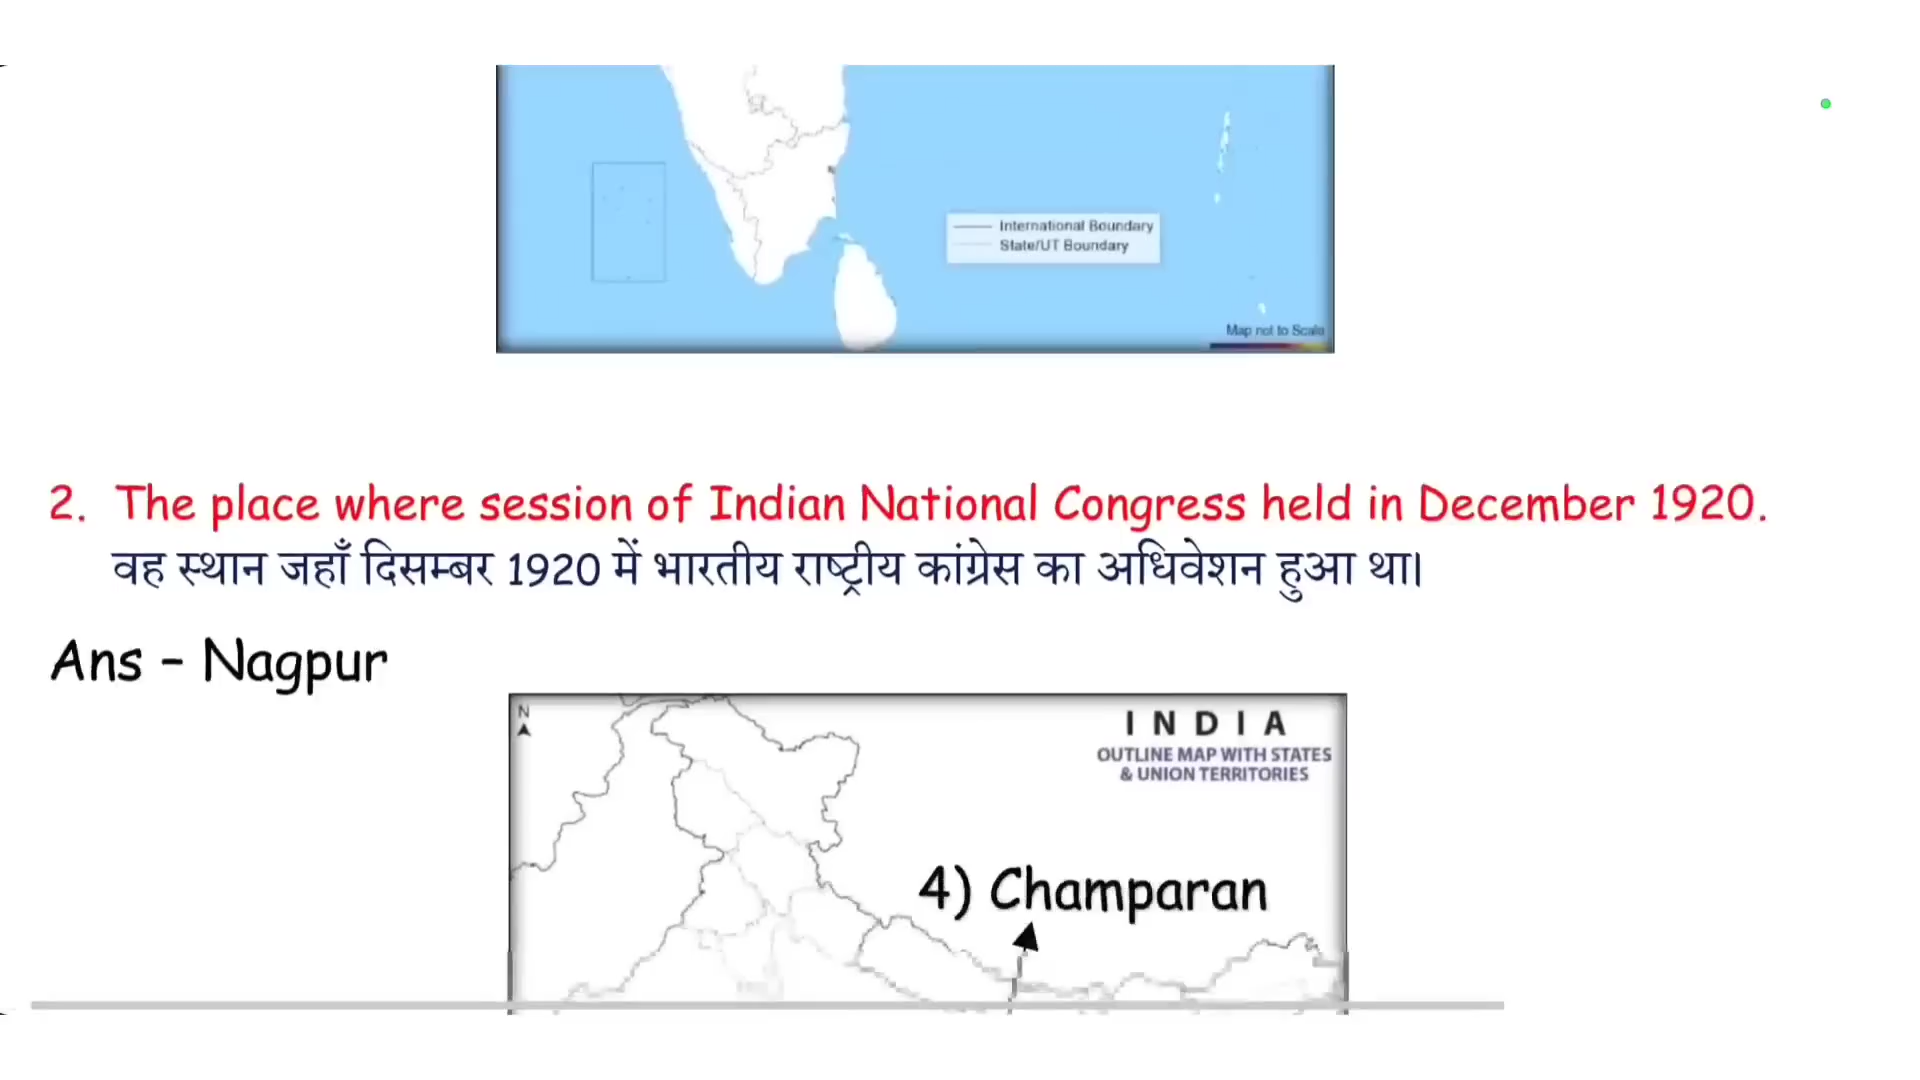 International Boundary
State/UT Boundary
Map not to Scale
2. The place where session of Indian National Congress held in December 1920.
वह स्थान जहाँ दिसम्बर 1920 में भारतीय राष्ट्रीय कांग्रेस का अधिवेशन हुआ था।
Ans – Nagpur
N
INDIA
OUTLINE MAP WITH STATES
& UNION TERRITORIES
4) Champaran